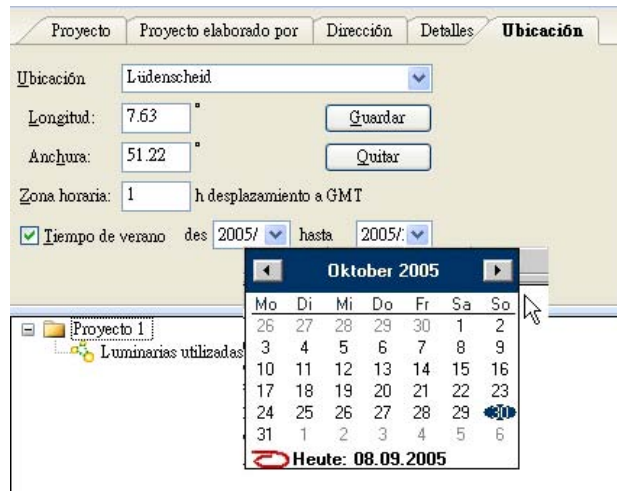 Proyecto Proyecto elaborado por Dirección Detalles Ubicación
Ubicación Lüdenscheid
Longitud: 7.63 ° Guardar
Anchura: 51.22 ° Quitar
Zona horaria: 1 h desplazamiento a GMT
Tiempo de verano des 2005/ hasta 2005/:
Oktober 2005
Mo Di Mi Do Fr Sa So
26 27 28 29 30 1 2
3 4 5 6 7 8 9
10 11 12 13 14 15 16
17 18 19 20 21 22 23
24 25 26 27 28 29 30
31 1 2 3 4 5 6
Heute: 08.09.2005
Proyecto 1
Luminarias utilizadas